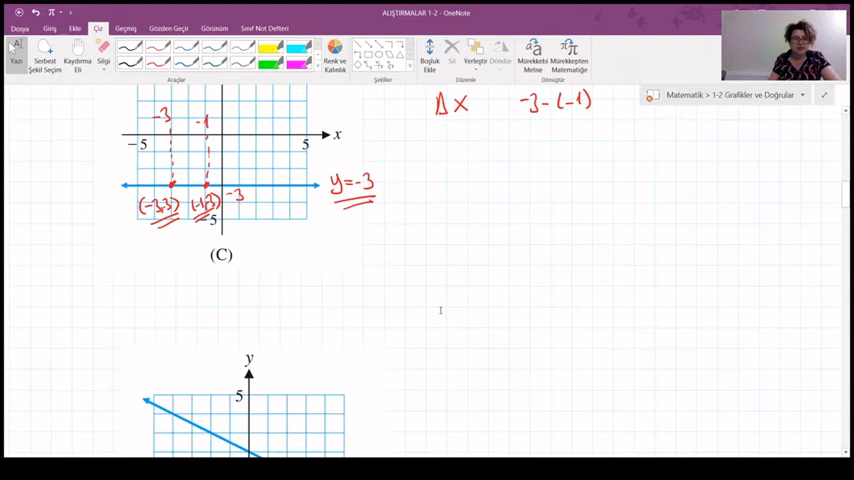 ALIŞTIRMALAR 1-2 - OneNote
Dosya Giriş Ekle Çiz Geçmiş Gözden Geçir Görünüm Sınıf Not Defteri
Yazı Serbest Şekil Seçim Kaydırma Eli Silgi Renk ve Kalınlık Boşluk Ekle Sil Yerleştir Döndür Mürekkebi Metne Mürekkepten Matematiğe
Araçlar Şekiller Düzenle Dönüştür
Matematik > 1-2 Grafikler ve Doğrular
Δx -3-(-1)
-3 -1
-5 5 x
y=-3
(-3,-3) (-1,-3) -3
-5
(C)
y
5